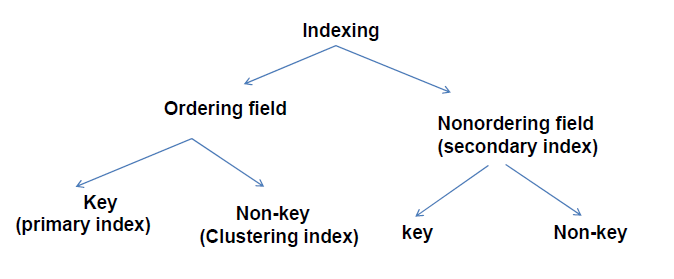 Indexing
Ordering field
Nonordering field
(secondary index)
Key
(primary index)
Non-key
(Clustering index)
key
Non-key